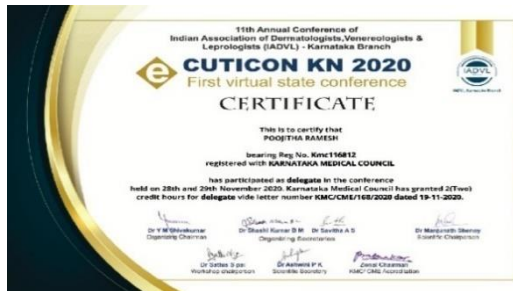 11th Annual Conference of
Indian Association of Dermatologists,Venereologists &
Leprologists (IADVL) - Karnataka Branch
e CUTICON KN 2020
First virtual state conference
IADVL
CERTIFICATE
This is to certify that
POOJITHA RAMESH
bearing Reg No. Kmc116812
registered with KARNATAKA MEDICAL COUNCIL
has participated as delegate in the conference
held on 28th and 29th November 2020. Karnataka Medical Council has granted 2(Two)
credit hours for delegate vide letter number KMC/CME/168/2020 dated 19-11-2020.
Dr Y M Shivakumar
Organizing Chairman
Dr Shashi Kumar B M Dr Savitha A S
Organizing Secretaries
Dr Manjunath Shenoy
Scientific Chairperson
Dr Sathish S pai
Workshop chairperson
Dr Ashwini P K
Scientific Secretary
Zonal Chairman
KMC/ CME Accreditation